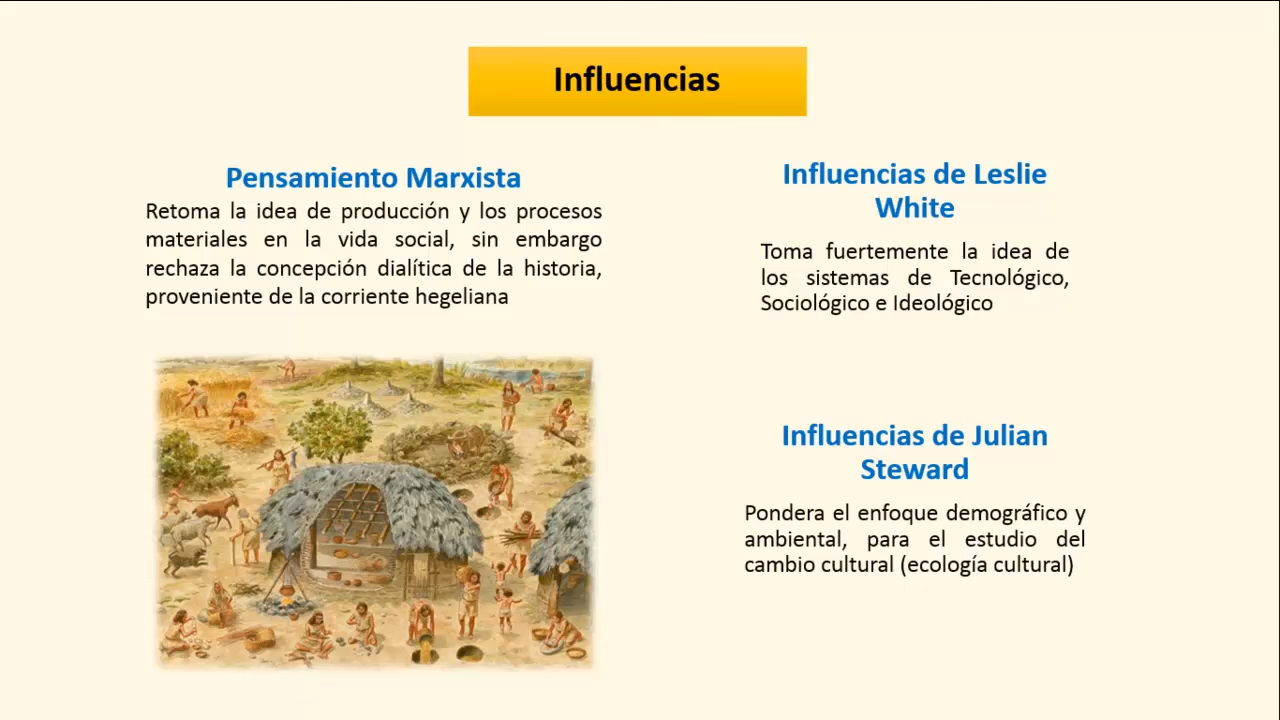 Influencias
Pensamiento Marxista
Retoma la idea de producción y los procesos
materiales en la vida social, sin embargo
rechaza la concepción dialítica de la historia,
proveniente de la corriente hegeliana
Influencias de Leslie
White
Toma fuertemente la idea de
los sistemas de Tecnológico,
Sociológico e Ideológico
Influencias de Julian
Steward
Pondera el enfoque demográfico y
ambiental, para el estudio del
cambio cultural (ecología cultural)